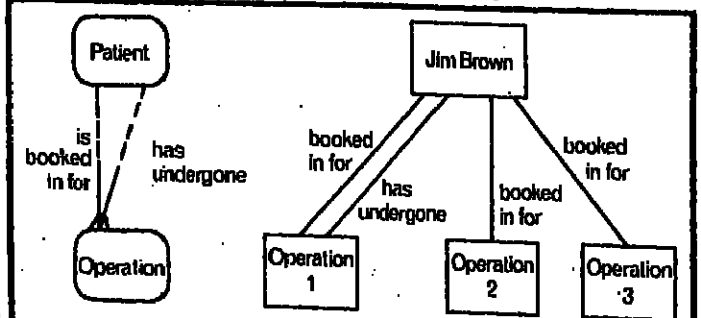 Patient
is
booked
in for
has
undergone
Operation
Jim Brown
booked
in for
has
undergone
booked
in for
booked
in for
Operation
1
Operation
2
Operation
3